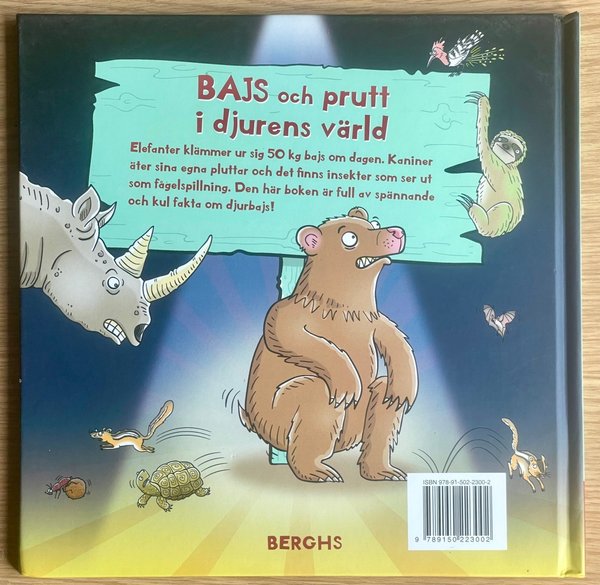 BAJS och prutt
i djurens värld
Elefanter klämmer ur sig 50 kg bajs om dagen. Kaniner
äter sina egna pluttar och det finns insekter som ser ut
som fågelspillning. Den här boken är full av spännande
och kul fakta om djurbajs!
ISBN 978-91-502-2300-2
9 789150 223002
BERGHS